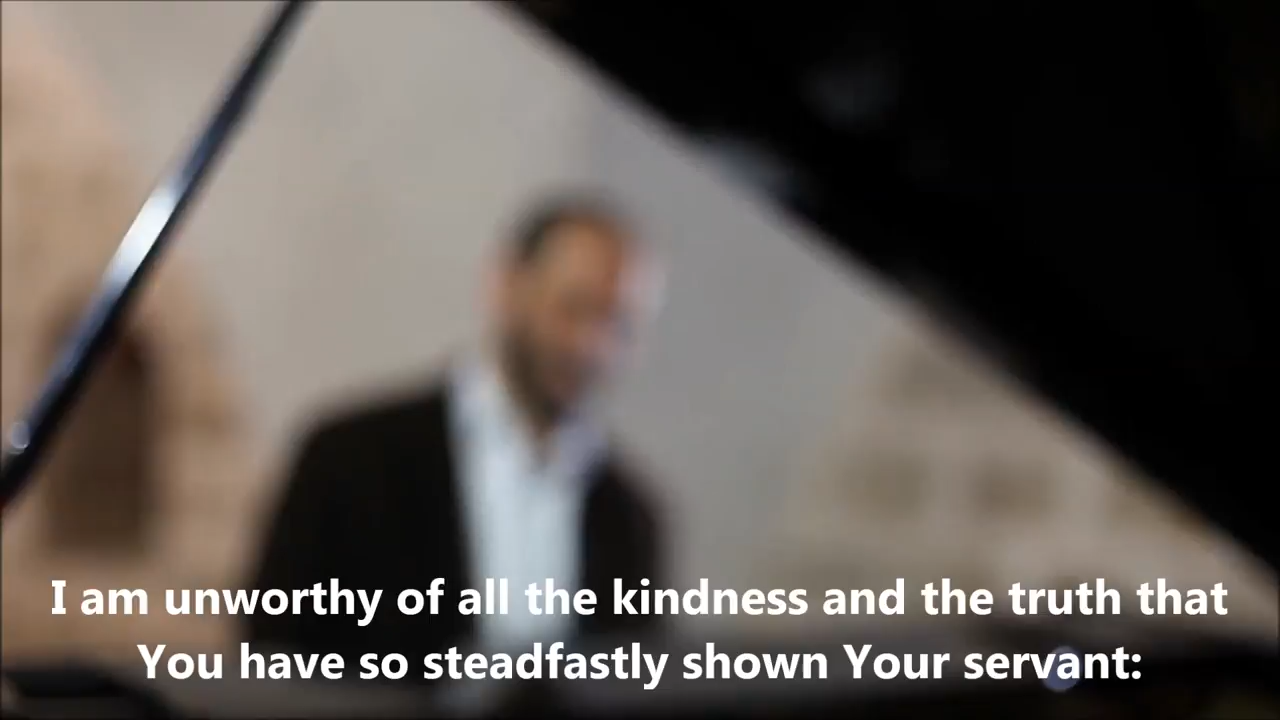 I am unworthy of all the kindness and the truth that
You have so steadfastly shown Your servant: